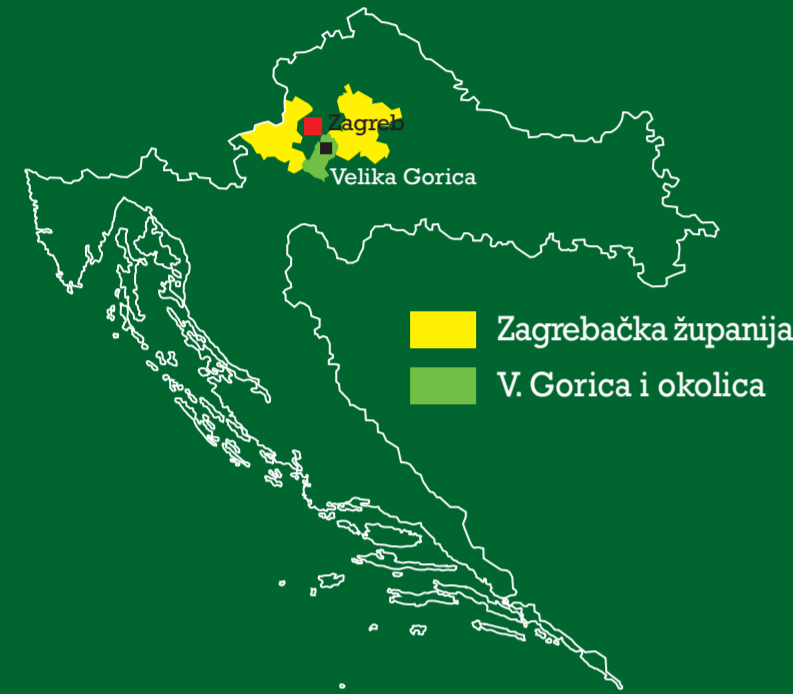 Zagreb
Velika Gorica
Zagrebačka županija
V. Gorica i okolica